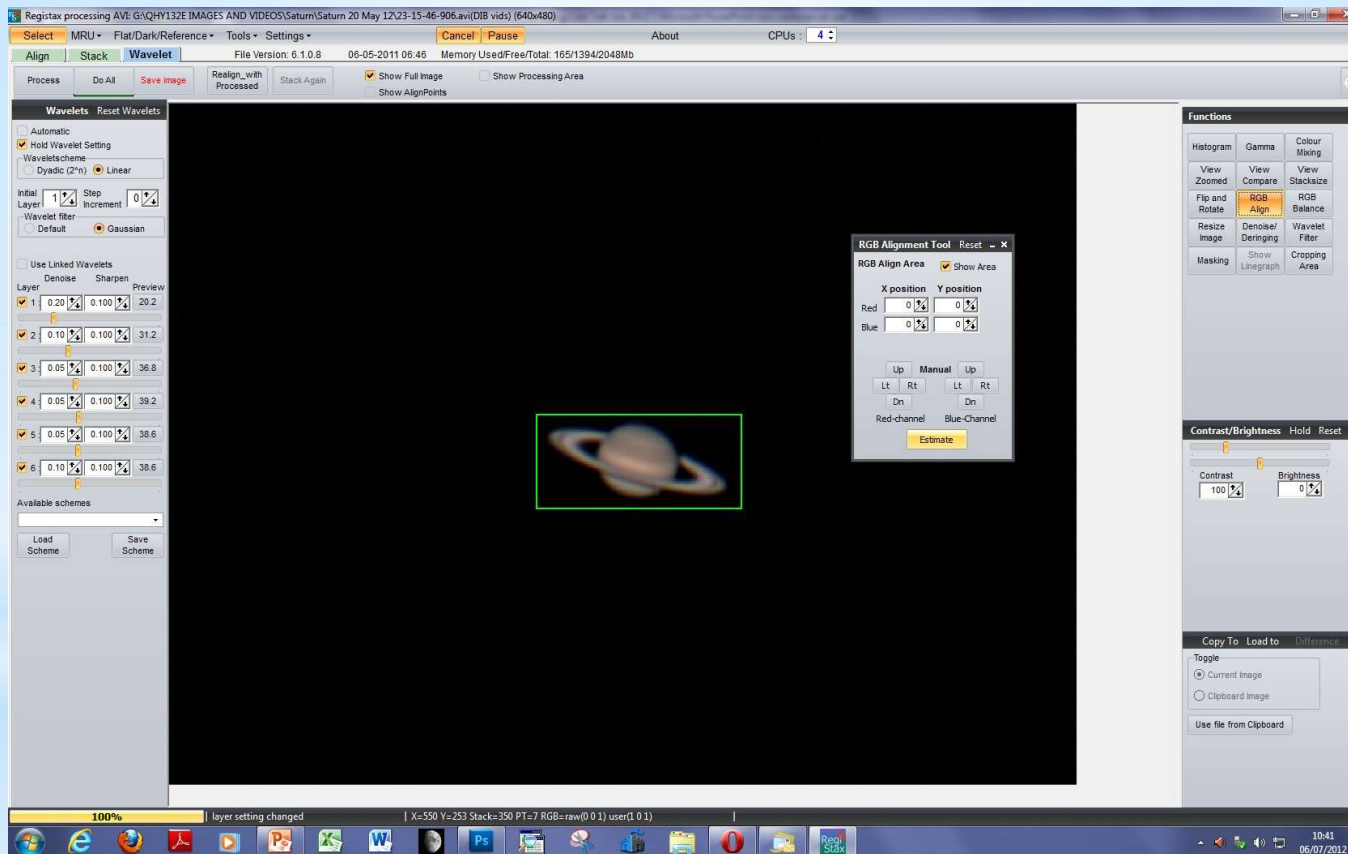 Registax processing AVI: G:\QHY132E IMAGES AND VIDEOS\Saturn\Saturn 20 May 12\23-15-46-906.avi(DIB vids) (640x480)
Select MRU Flat/Dark/Reference Tools Settings Cancel Pause About CPUs : 4
Align Stack Wavelet File Version: 6.1.0.8 06-05-2011 06:46 Memory Used/Free/Total: 165/1394/2048Mb
Process Do All Save image Realign_with Processed Stack Again Show Full Image Show Processing Area
Show AlignPoints
Wavelets Reset Wavelets
Automatic
Hold Wavelet Setting
Waveletscheme
Dyadic (2^n) Linear
Initial Layer 1 Step Increment 0
Wavelet filter
Default Gaussian
Use Linked Wavelets
Denoise Sharpen
Layer Preview
1 : 0.20 0.100 20.2
2 : 0.10 0.100 31.2
3 : 0.05 0.100 36.8
4 : 0.05 0.100 39.2
5 : 0.05 0.100 38.6
6 : 0.10 0.100 38.6
Available schemes
Load Scheme Save Scheme
RGB Alignment Tool Reset
RGB Align Area Show Area
X position Y position
Red 0 0
Blue 0 0
Up Manual Up
Lt Rt Lt Rt
Dn Dn
Red-channel Blue-Channel
Estimate
Functions
Histogram Gamma Colour Mixing
View Zoomed View Compare View Stacksize
Flip and Rotate RGB Align RGB Balance
Resize Image Denoise/ Deringing Wavelet Filter
Masking Show Linegraph Cropping Area
Contrast/Brightness Hold Reset
Contrast Brightness
100 0
Copy To Load to Difference
Toggle
Current Image
Clipboard Image
Use file from Clipboard
100% layer setting changed X=550 Y=253 Stack=350 PT=7 RGB=raw(0 0 1) user(1 0 1)
Ps
Regi Stax
10:41
06/07/2012